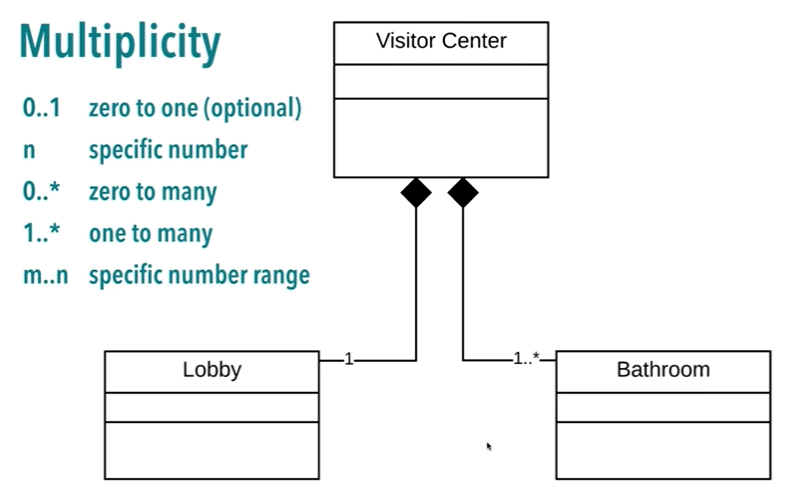 Multiplicity
0..1 zero to one (optional)
n specific number
0..* zero to many
1..* one to many
m..n specific number range
Visitor Center
1
1..*
Lobby
Bathroom